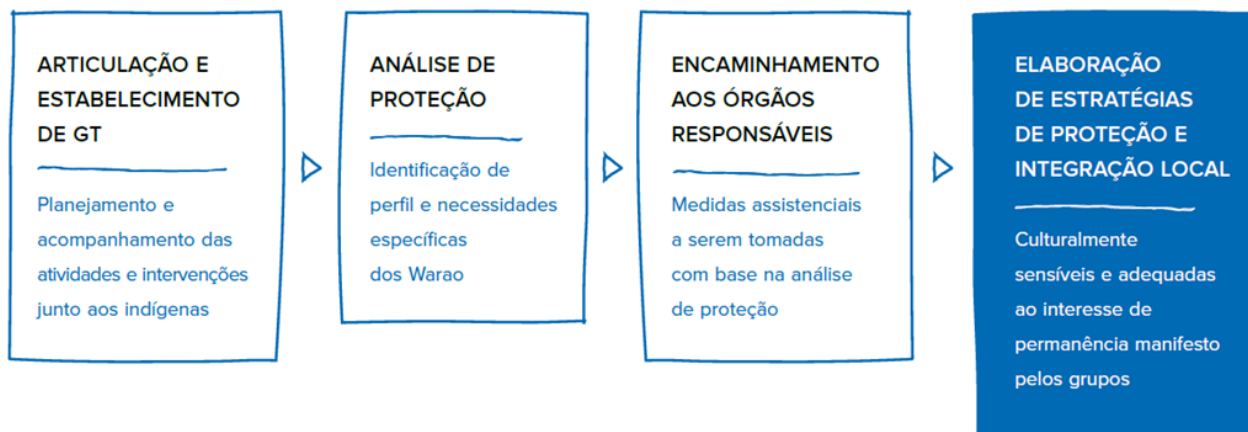 ARTICULAÇÃO E
ESTABELECIMENTO
DE GT
Planejamento e
acompanhamento das
atividades e intervenções
junto aos indígenas
ANÁLISE DE
PROTEÇÃO
Identificação de
perfil e necessidades
específicas
dos Warao
ENCAMINHAMENTO
AOS ÓRGÃOS
RESPONSÁVEIS
Medidas assistenciais
a serem tomadas
com base na análise
de proteção
ELABORAÇÃO
DE ESTRATÉGIAS
DE PROTEÇÃO E
INTEGRAÇÃO LOCAL
Culturalmente
sensíveis e adequadas
ao interesse de
permanência manifesto
pelos grupos